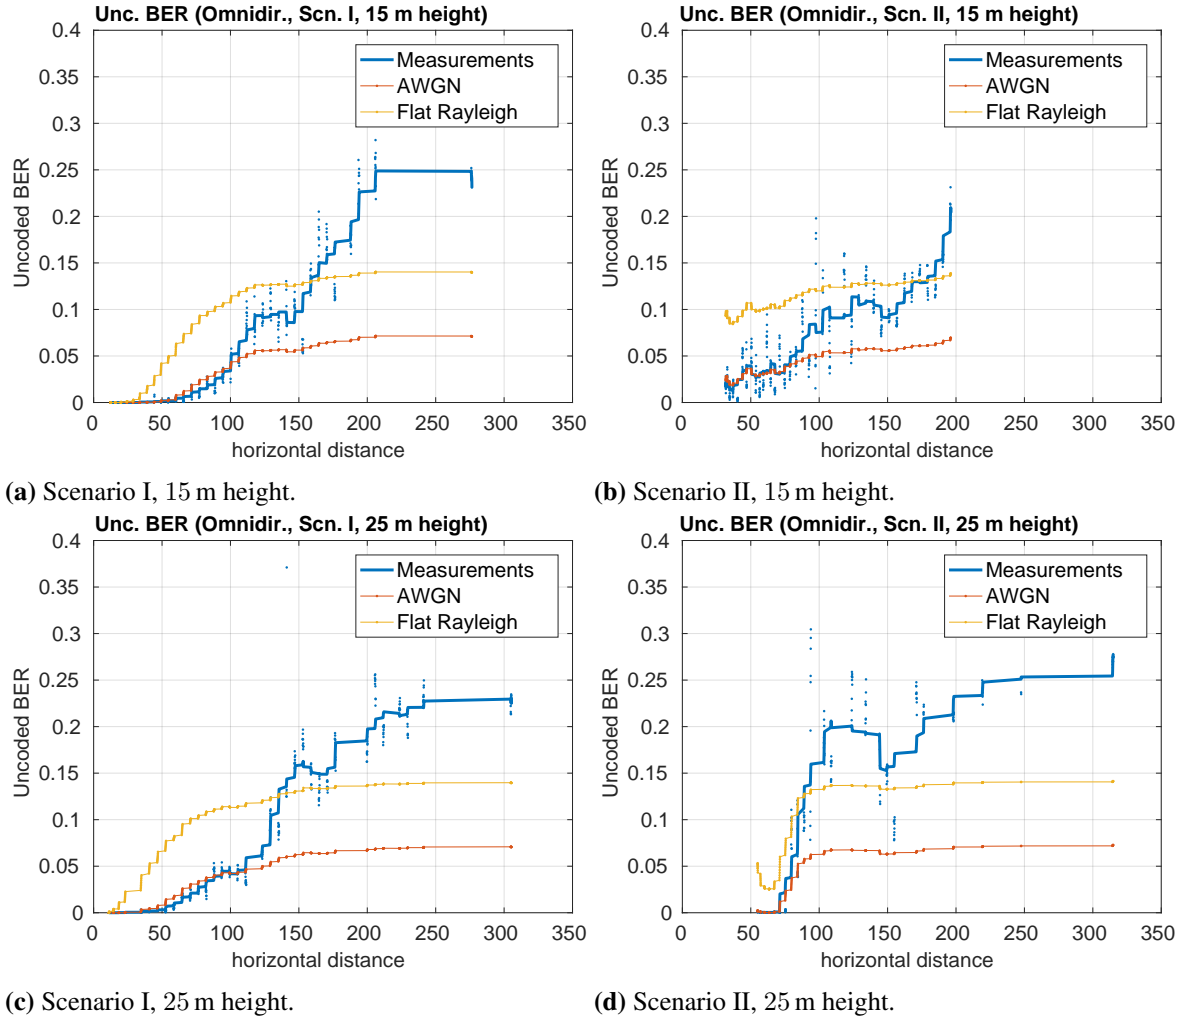 Unc. BER (Omnidir., Scn. I, 15 m height)
0.4
0.35
0.3
0.25
0.2
0.15
0.1
0.05
0
Uncoded BER
Measurements
AWGN
Flat Rayleigh
0 50 100 150 200 250 300 350
horizontal distance
(a) Scenario I, 15 m height.
Unc. BER (Omnidir., Scn. II, 15 m height)
0.4
0.35
0.3
0.25
0.2
0.15
0.1
0.05
0
Uncoded BER
Measurements
AWGN
Flat Rayleigh
0 50 100 150 200 250 300 350
horizontal distance
(b) Scenario II, 15 m height.
Unc. BER (Omnidir., Scn. I, 25 m height)
0.4
0.35
0.3
0.25
0.2
0.15
0.1
0.05
0
Uncoded BER
Measurements
AWGN
Flat Rayleigh
0 50 100 150 200 250 300 350
horizontal distance
(c) Scenario I, 25 m height.
Unc. BER (Omnidir., Scn. II, 25 m height)
0.4
0.35
0.3
0.25
0.2
0.15
0.1
0.05
0
Uncoded BER
Measurements
AWGN
Flat Rayleigh
0 50 100 150 200 250 300 350
horizontal distance
(d) Scenario II, 25 m height.